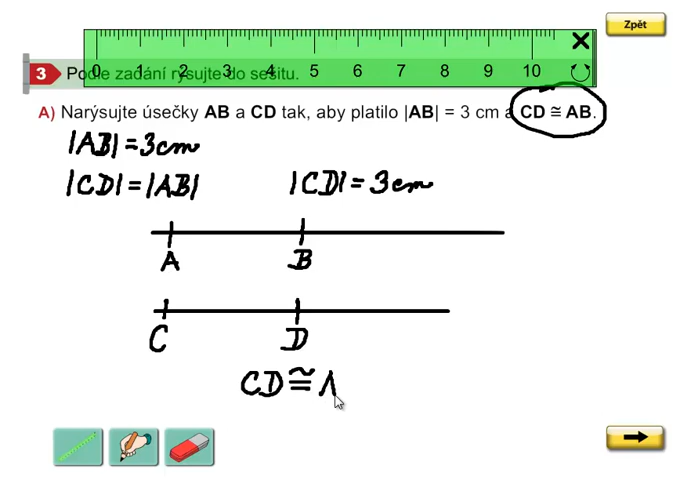 Zpět
0 1 2 3 4 5 6 7 8 9 10
3 Podle zadání rýsujte do sešitu.
A) Narýsujte úsečky AB a CD tak, aby platilo |AB| = 3 cm a CD ≅ AB.
|AB| = 3cm
|CD| = |AB| |CD| = 3cm
A B
C D
CD ≅